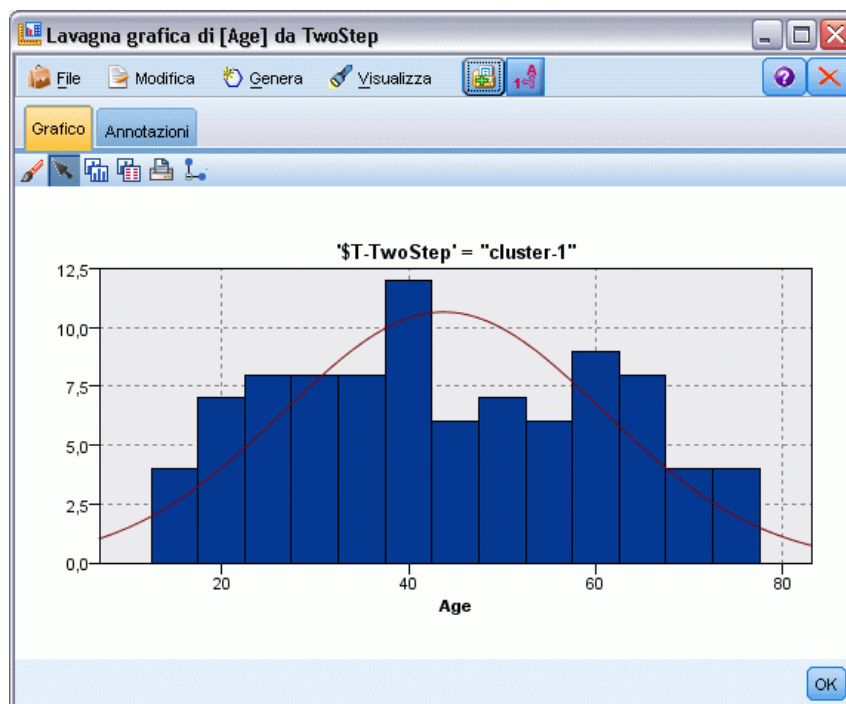 Lavagna grafica di [Age] da TwoStep
File Modifica Genera Visualizza
Grafico Annotazioni
'$T-TwoStep' = "cluster-1"
12,5
10,0
7,5
5,0
2,5
0,0
20 40 60 80
Age
OK